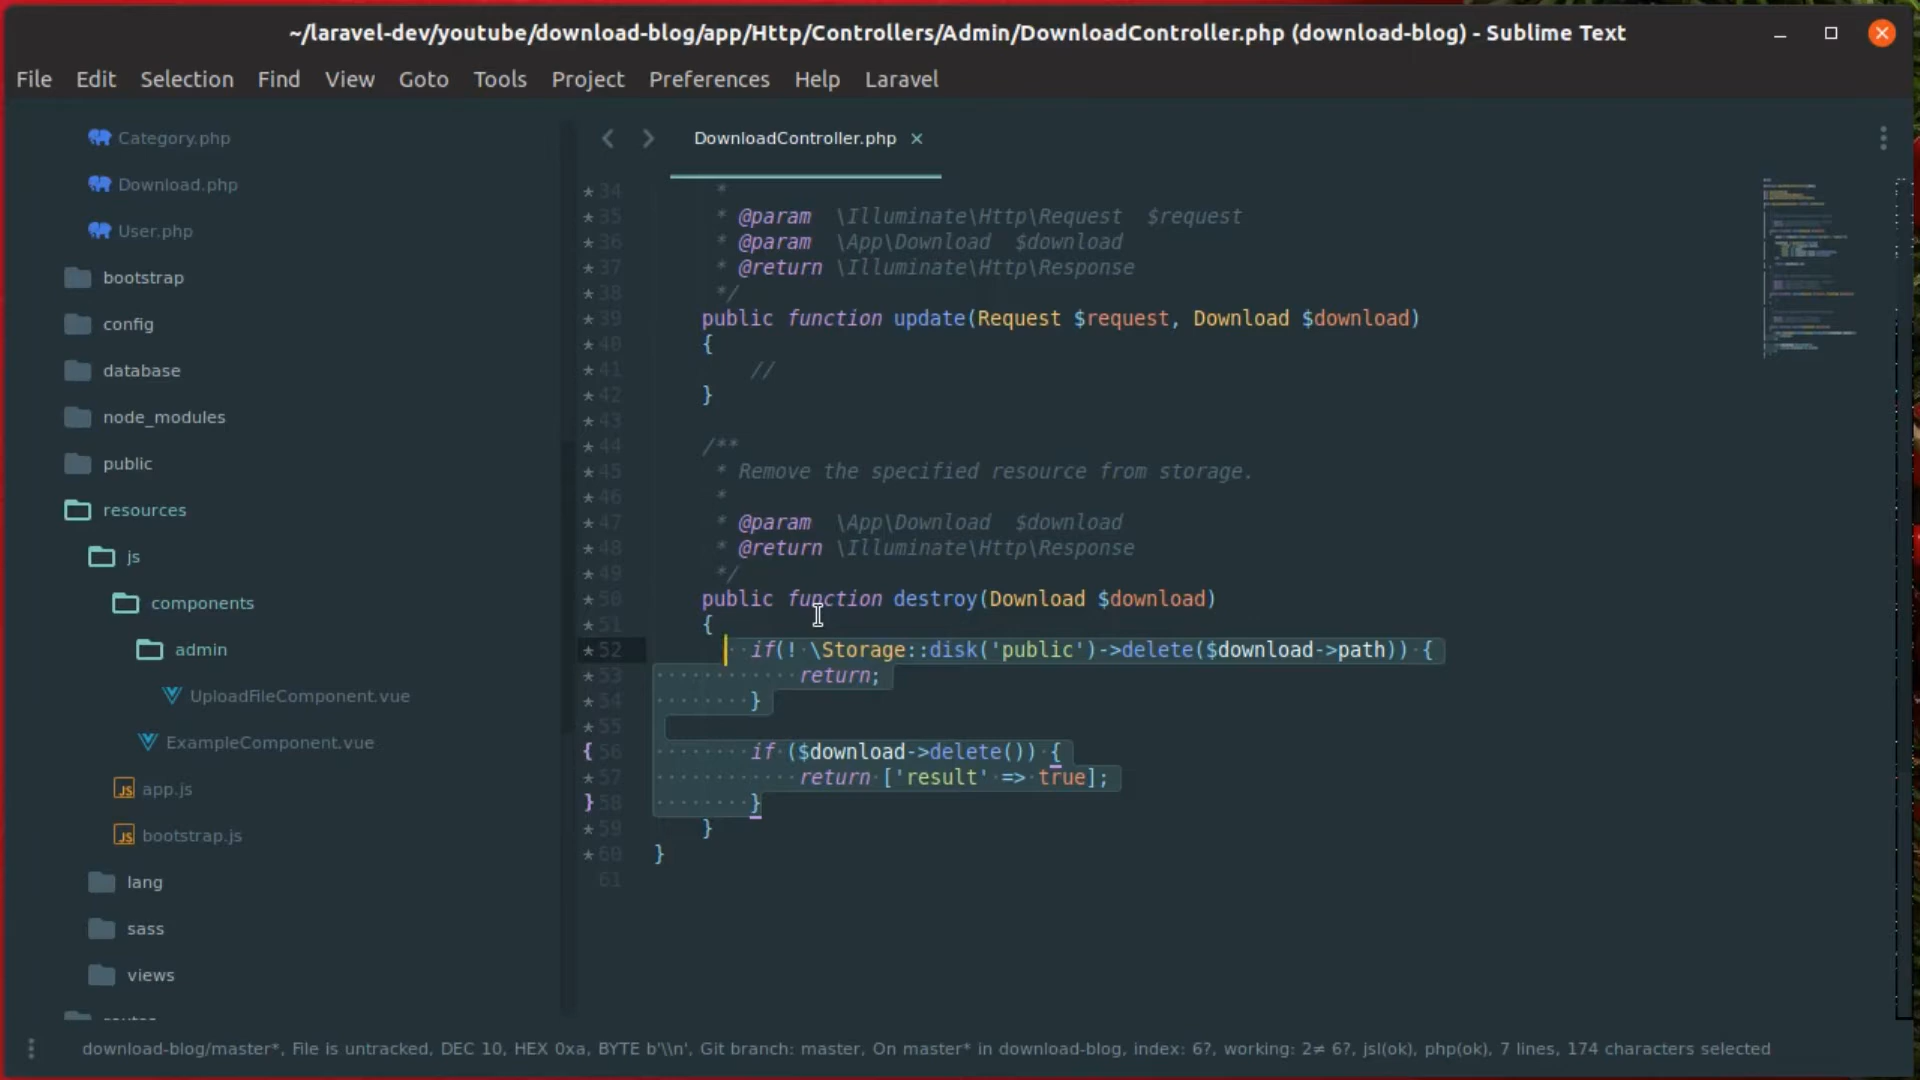 ~/laravel-dev/youtube/download-blog/app/Http/Controllers/Admin/DownloadController.php (download-blog) - Sublime Text
File Edit Selection Find View Goto Tools Project Preferences Help Laravel
Category.php
Download.php
User.php
bootstrap
config
database
node_modules
public
resources
js
components
admin
UploadFileComponent.vue
ExampleComponent.vue
app.js
bootstrap.js
lang
sass
views
DownloadController.php
34 *
35 * @param \Illuminate\Http\Request $request
36 * @param \App\Download $download
37 * @return \Illuminate\Http\Response
38 */
39 public function update(Request $request, Download $download)
40 {
41 //
42 }
43
44 /**
45 * Remove the specified resource from storage.
46 *
47 * @param \App\Download $download
48 * @return \Illuminate\Http\Response
49 */
50 public function destroy(Download $download)
51 {
52 if(! \Storage::disk('public')->delete($download->path)) {
53 return;
54 }
55
56 if ($download->delete()) {
57 return ['result' => true];
58 }
59 }
60 }
61
download-blog/master*, File is untracked, DEC 10, HEX 0xa, BYTE b'\\n', Git branch: master, On master* in download-blog, index: 6?, working: 2≠ 6?, jsl(ok), php(ok), 7 lines, 174 characters selected